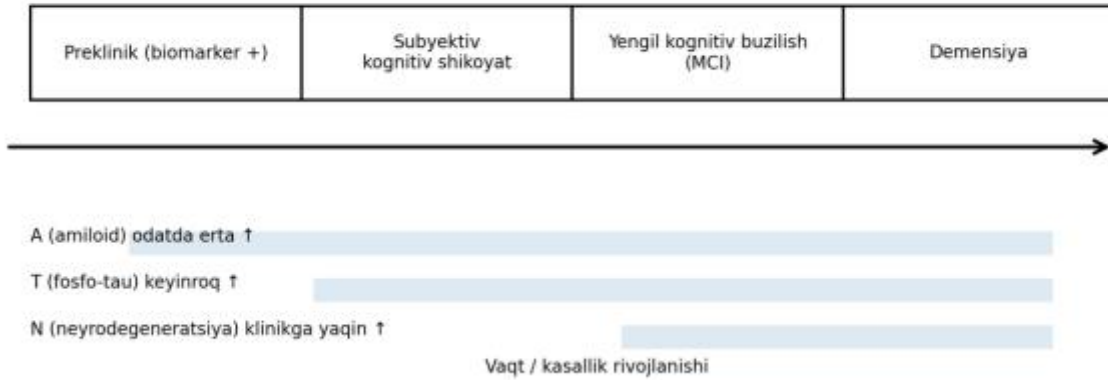 Preklinik (biomarker +)
Subyektiv
kognitiv shikoyat
Yengil kognitiv buzilish
(MCI)
Demensiya
A (amiloid) odatda erta ↑
T (fosfo-tau) keyinroq ↑
N (neyrodegeneratsiya) klinikga yaqin ↑
Vaqt / kasallik rivojlanishi